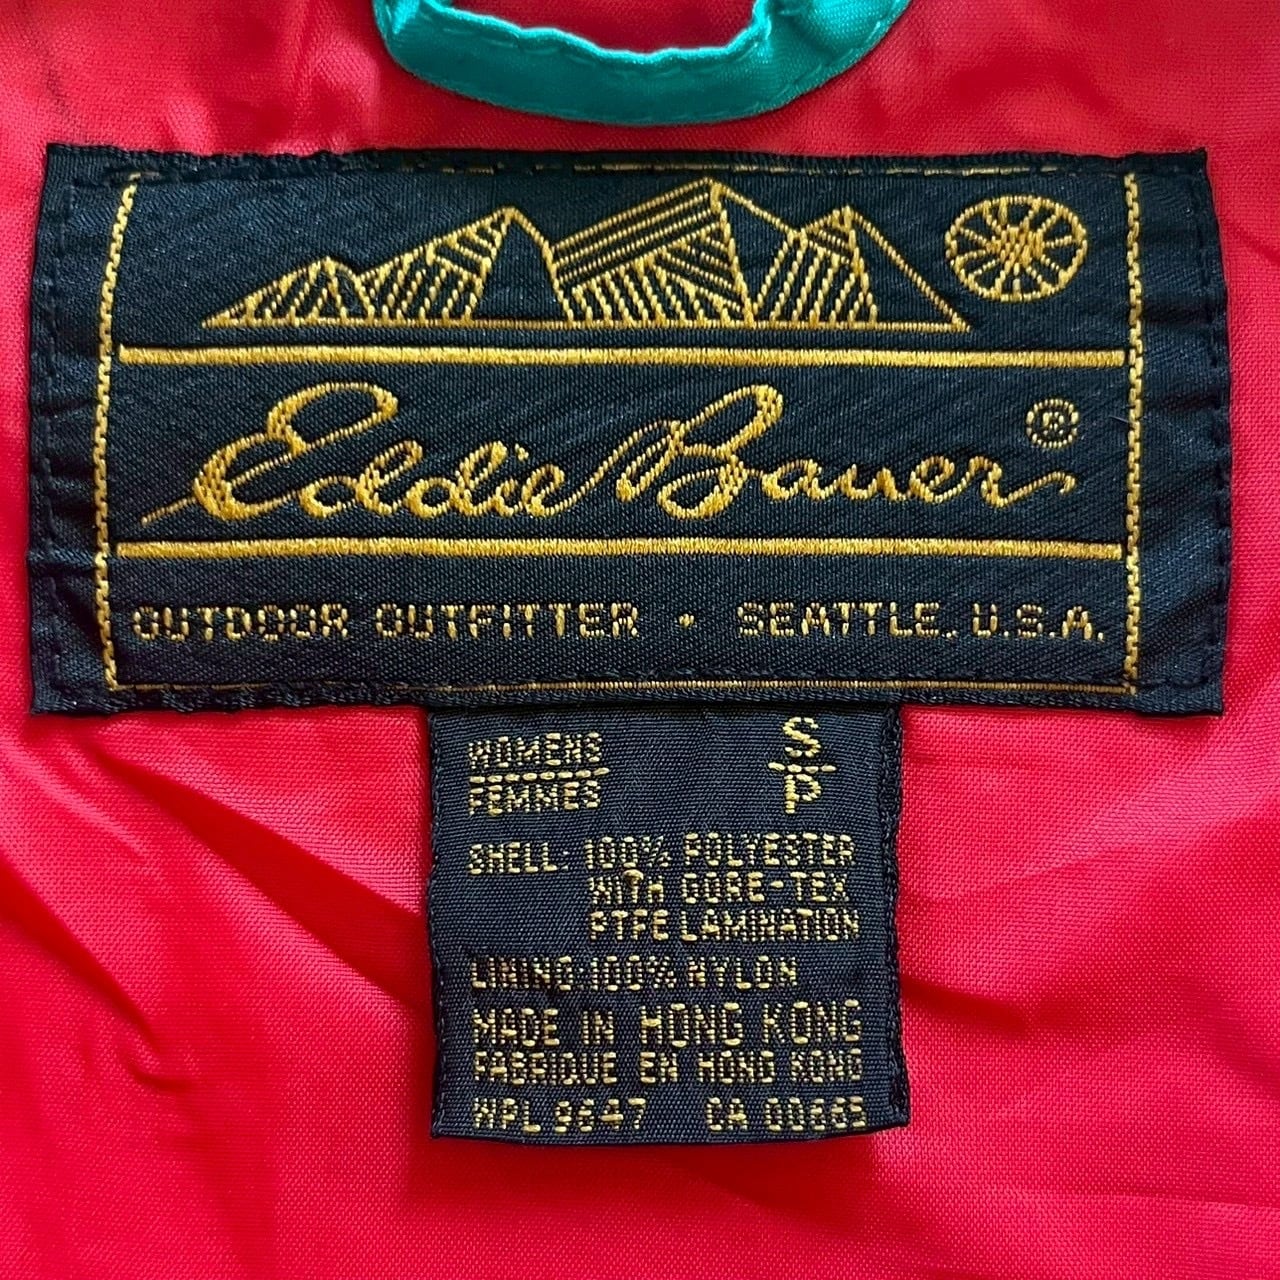 Eddie Bauer ®
OUTDOOR OUTFITTER • SEATTLE, U.S.A.
WOMENS S
FEMMES P
SHELL: 100% POLYESTER
WITH GORE-TEX
PTFE LAMINATION
LINING: 100% NYLON
MADE IN HONG KONG
FABRIQUE EN HONG KONG
WPL 9647 CA 00665